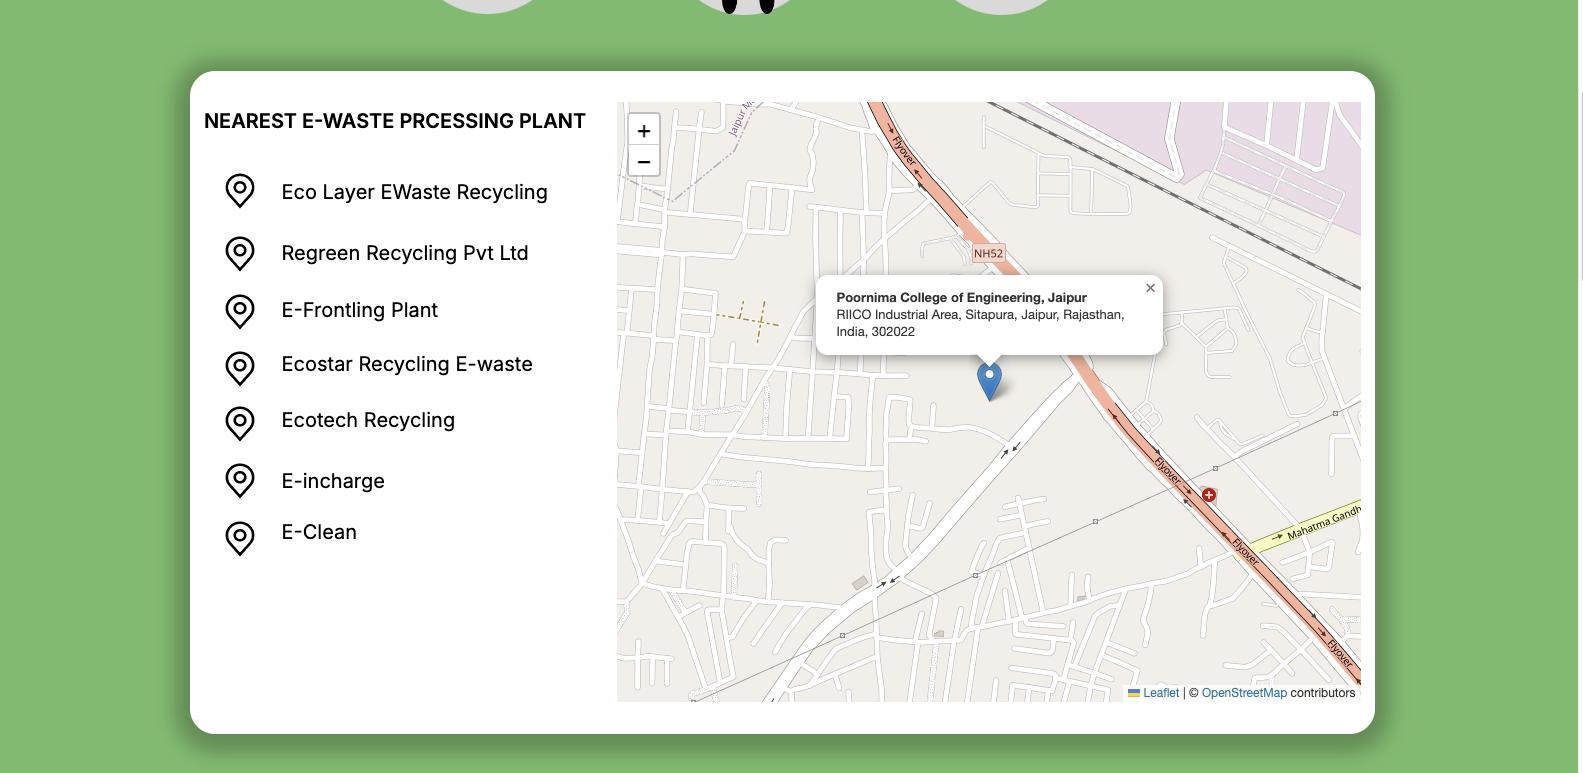 NEAREST E-WASTE PRCESSING PLANT
Eco Layer EWaste Recycling
Regreen Recycling Pvt Ltd
E-Frontling Plant
Ecostar Recycling E-waste
Ecotech Recycling
E-incharge
E-Clean
+
−
Jaipur M
Flyover
NH52
Poornima College of Engineering, Jaipur
RIICO Industrial Area, Sitapura, Jaipur, Rajasthan,
India, 302022
×
Flyover
Mahatma Gandh
Flyover
Flyover
Leaflet | © OpenStreetMap contributors